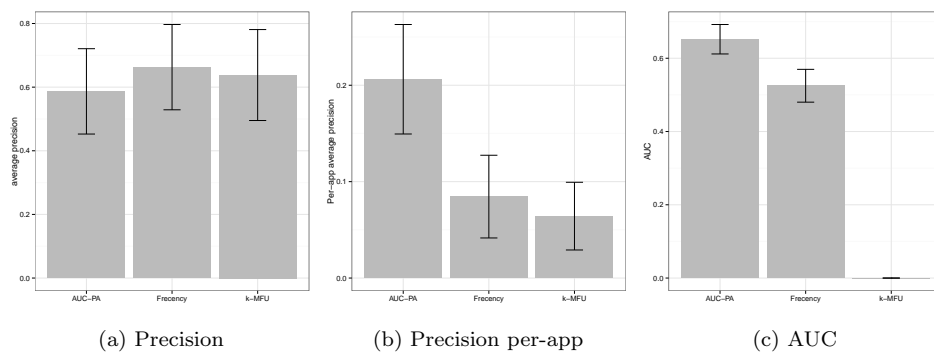 average precision
0.8
0.6
0.4
0.2
0.0
AUC−PA Frecency k−MFU
(a) Precision
Per−app average precision
0.2
0.1
0.0
AUC−PA Frecency k−MFU
(b) Precision per-app
AUC
0.6
0.4
0.2
0.0
AUC−PA Frecency k−MFU
(c) AUC